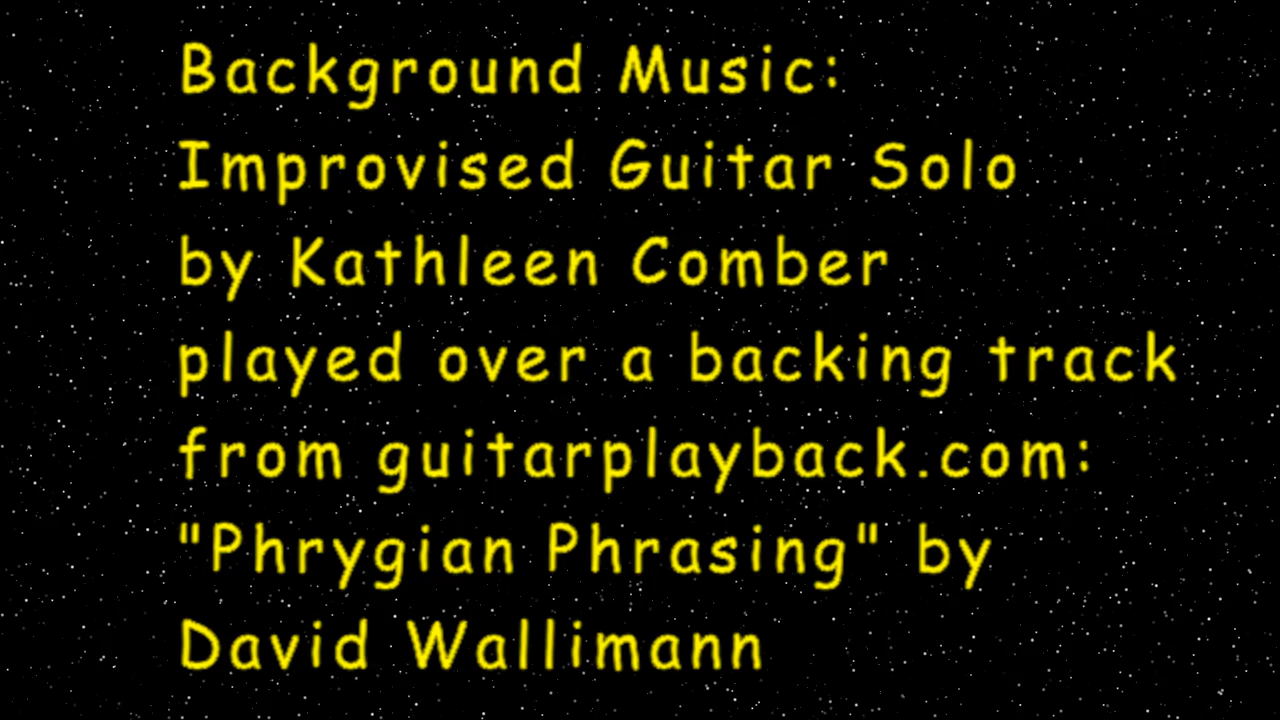 Background Music:
Improvised Guitar Solo
by Kathleen Comber
played over a backing track
from guitarplayback.com:
"Phrygian Phrasing" by
David Wallimann